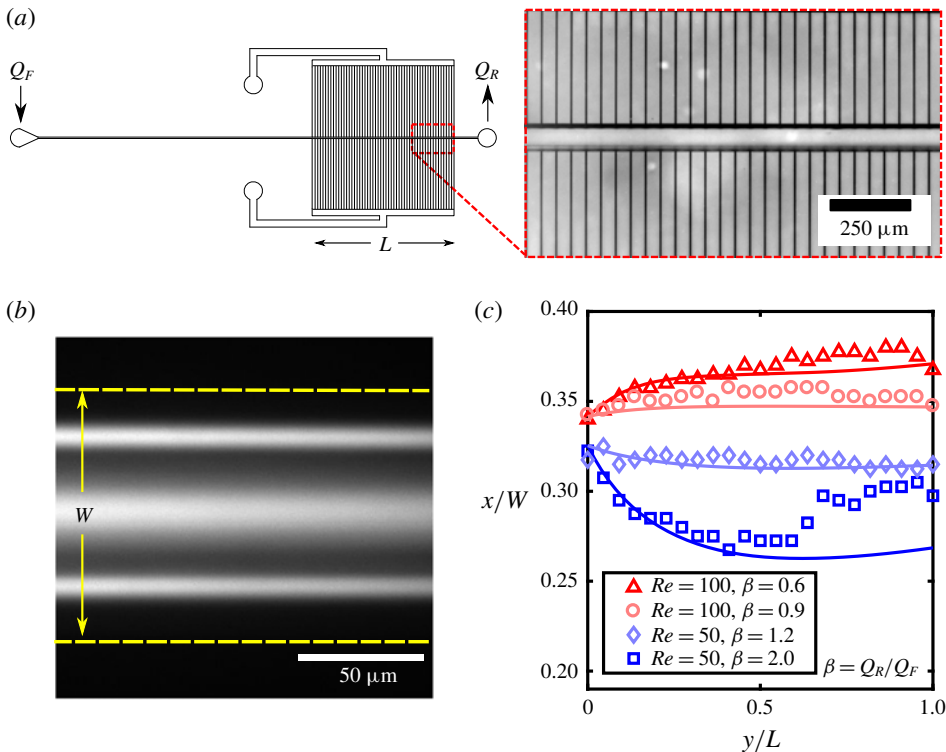 (a)
Q_F
Q_R
L
250 μm
(b)
W
50 μm
(c)
0.40
0.35
x/W 0.30
0.25
0.20
Re = 100, β = 0.6
Re = 100, β = 0.9
Re = 50, β = 1.2
Re = 50, β = 2.0
β = Q_R/Q_F
0 0.5 1.0
y/L